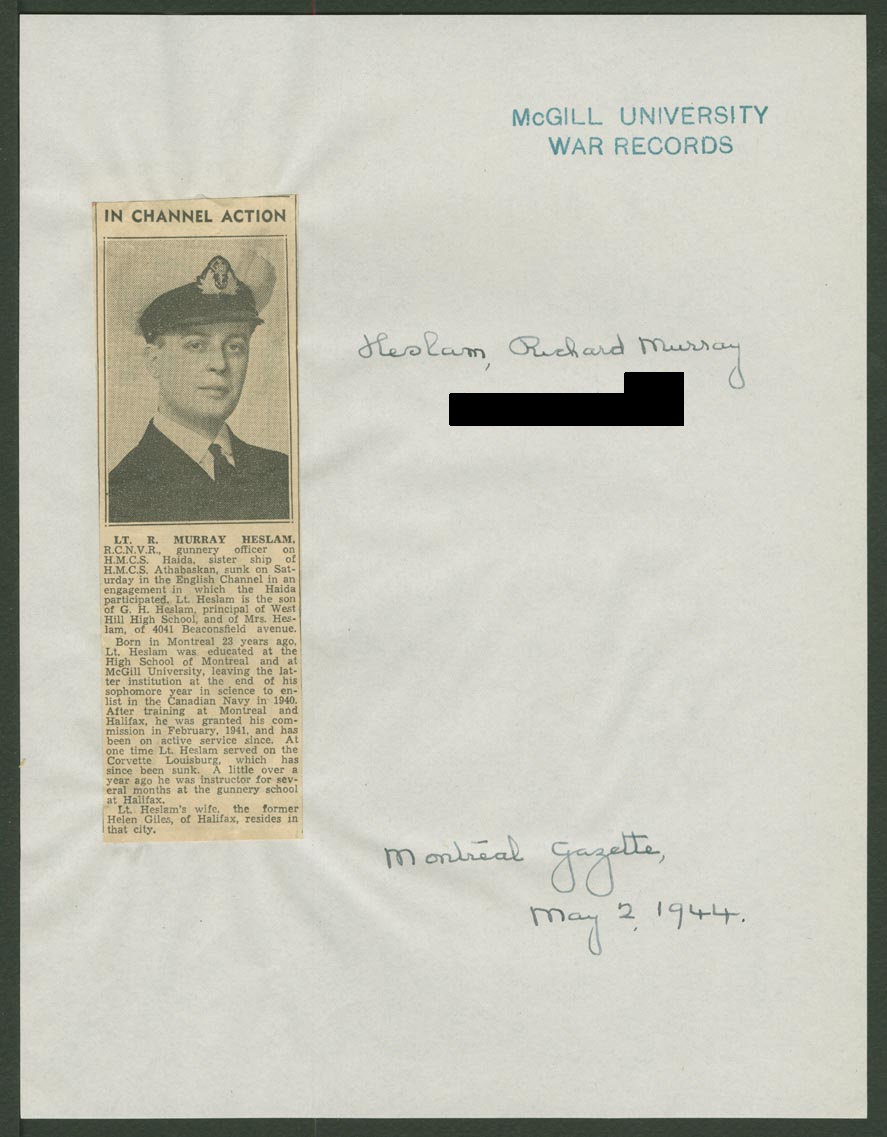 McGILL UNIVERSITY
WAR RECORDS
IN CHANNEL ACTION
Heslam, Richard Murray
LT. R. MURRAY HESLAM,
R.C.N.V.R., gunnery officer on
H.M.C.S. Haida, sister ship of
H.M.C.S. Athabaskan, sunk on Sat-
urday in the English Channel in an
engagement in which the Haida
participated. Lt. Heslam is the son
of G. H. Heslam, principal of West
Hill High School, and of Mrs. Hes-
lam, of 4041 Beaconsfield avenue.
Born in Montreal 23 years ago,
Lt. Heslam was educated at the
High School of Montreal and at
McGill University, leaving the lat-
ter institution at the end of his
sophomore year in science to en-
list in the Canadian Navy in 1940.
After training at Montreal and
Halifax, he was granted his com-
mission in February, 1941, and has
been on active service since. At
one time Lt. Heslam served on the
Corvette Louisburg, which has
since been sunk. A little over a
year ago he was instructor for sev-
eral months at the gunnery school
at Halifax.
Lt. Heslam's wife, the former
Helen Giles, of Halifax, resides in
that city.
Montréal Gazette,
May 2, 1944.